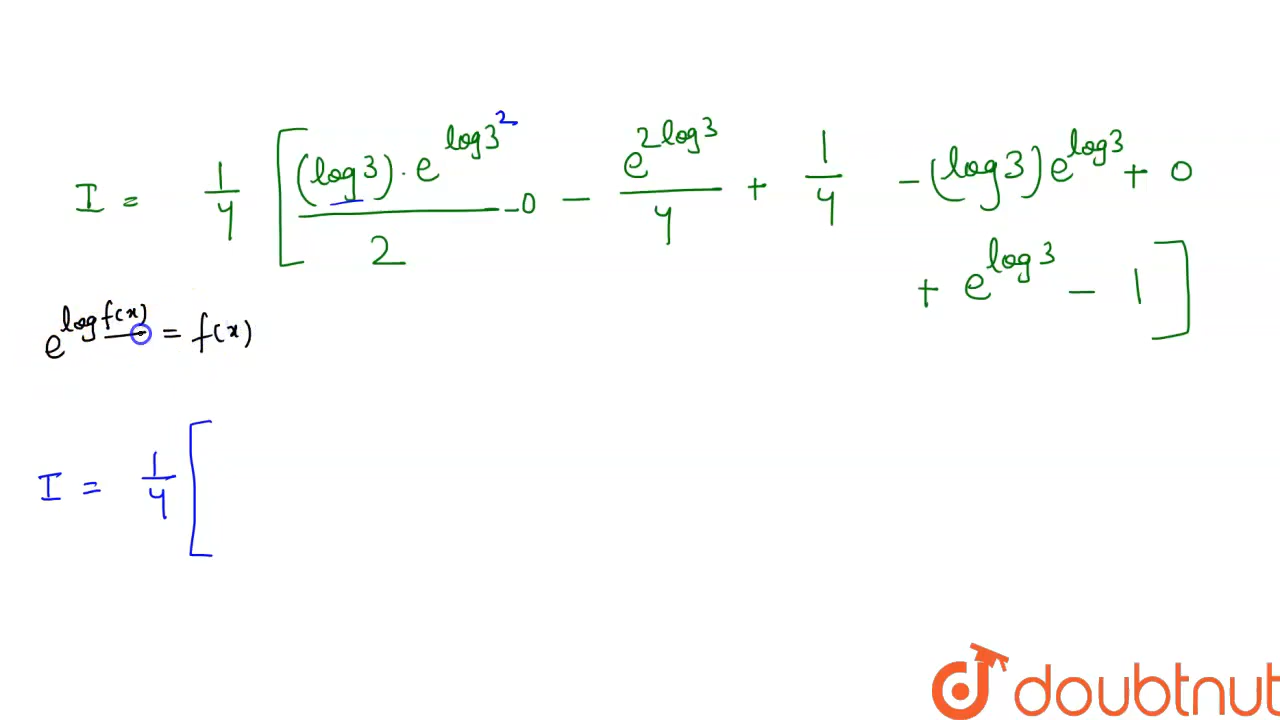 I = 1/4 [ (log3) · e^{log3^2} / 2 - 0 - e^{2log3} / 4 + 1/4 - (log3) e^{log3} + 0
+ e^{log3} - 1 ]
e^{log f(x)} = f(x)
I = 1/4 [
doubtnut